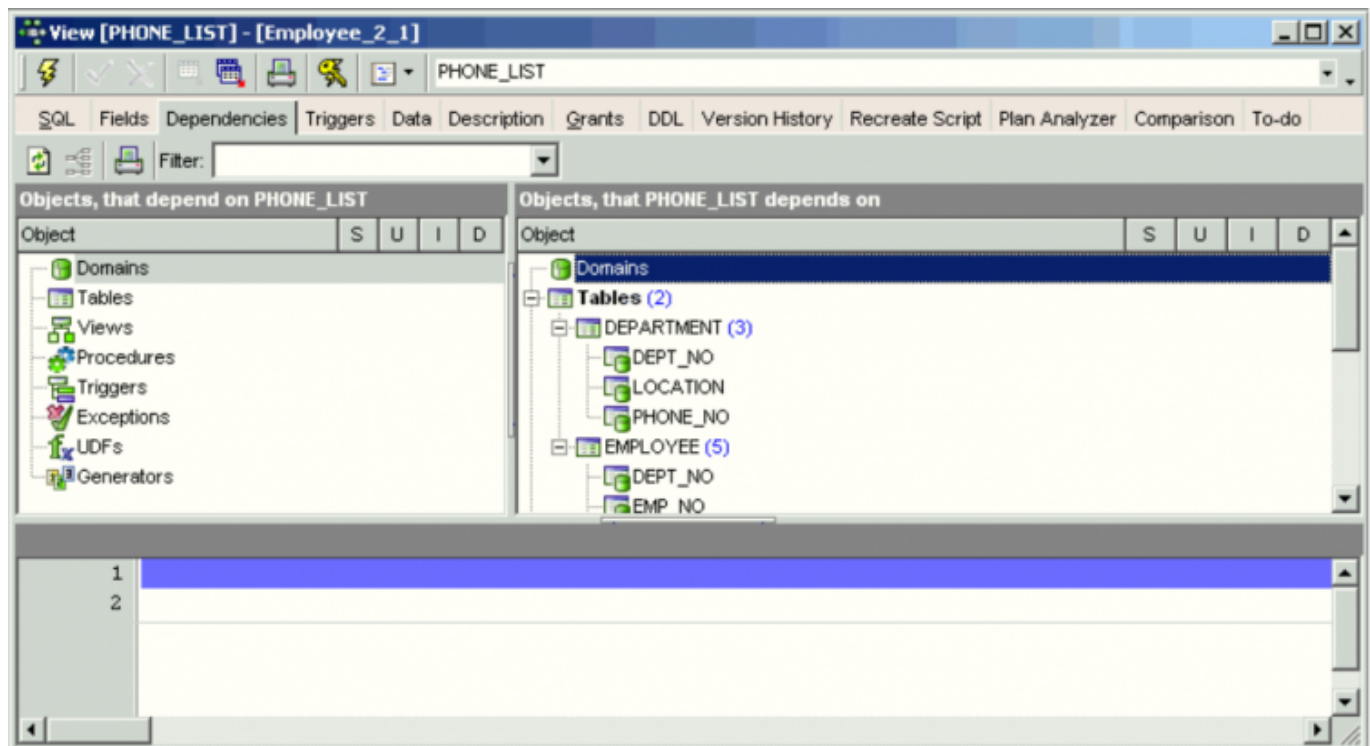 View [PHONE_LIST] - [Employee_2_1]
PHONE_LIST
SQL Fields Dependencies Triggers Data Description Grants DDL Version History Recreate Script Plan Analyzer Comparison To-do
Filter:
Objects, that depend on PHONE_LIST
Object S U I D
Domains
Tables
Views
Procedures
Triggers
Exceptions
UDFs
Generators
Objects, that PHONE_LIST depends on
Object S U I D
Domains
Tables (2)
DEPARTMENT (3)
DEPT_NO
LOCATION
PHONE_NO
EMPLOYEE (5)
DEPT_NO
EMP_NO
1
2